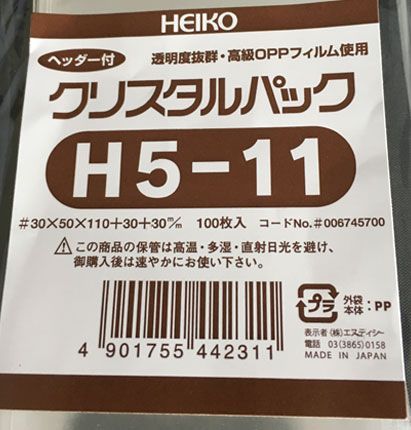 HEIKO
ヘッダー付 透明度抜群・高級OPPフィルム使用
クリスタルパック
H5-11
#30×50×110+30+30m/m 100枚入 コードNo.#006745700
⚠この商品の保管は高温・多湿・直射日光を避け、
御購入後は速やかにお使い下さい。
プラ 外袋
本体:PP
表示者(株)エスディシー
電話 03(3865)0158
MADE IN JAPAN
4 901755 442311